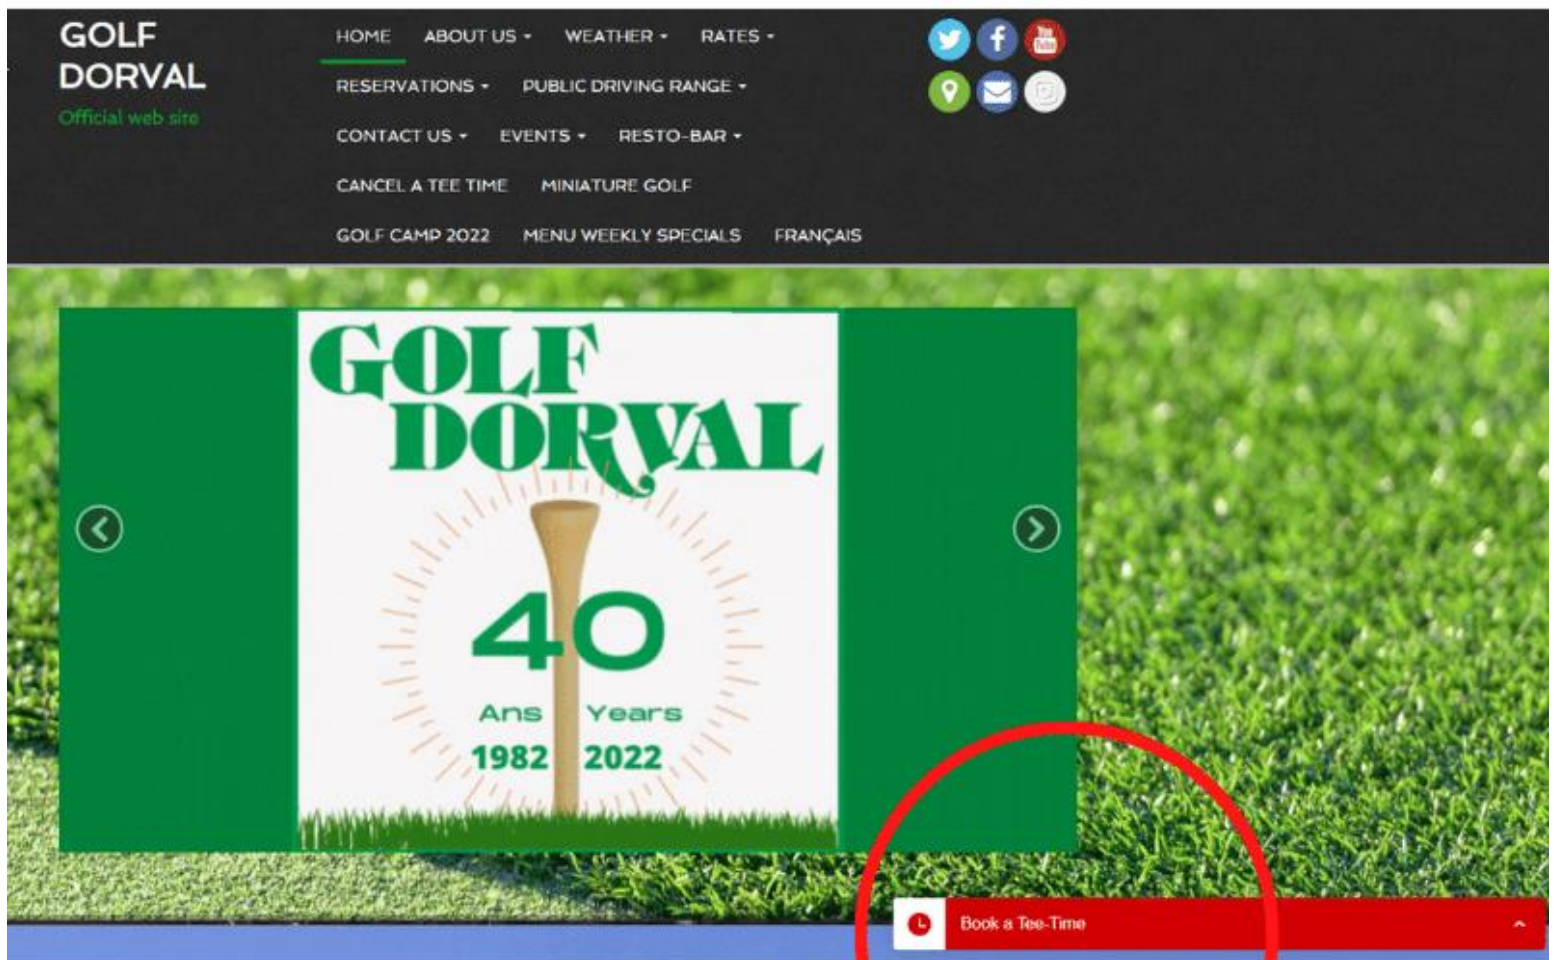 GOLF
DORVAL
Official web site
HOME ABOUT US WEATHER RATES
RESERVATIONS PUBLIC DRIVING RANGE
CONTACT US EVENTS RESTO-BAR
CANCEL A TEE TIME MINIATURE GOLF
GOLF CAMP 2022 MENU WEEKLY SPECIALS FRANÇAIS
You Tube
GOLF
DORVAL
40
Ans Years
1982 2022
Book a Tee-Time